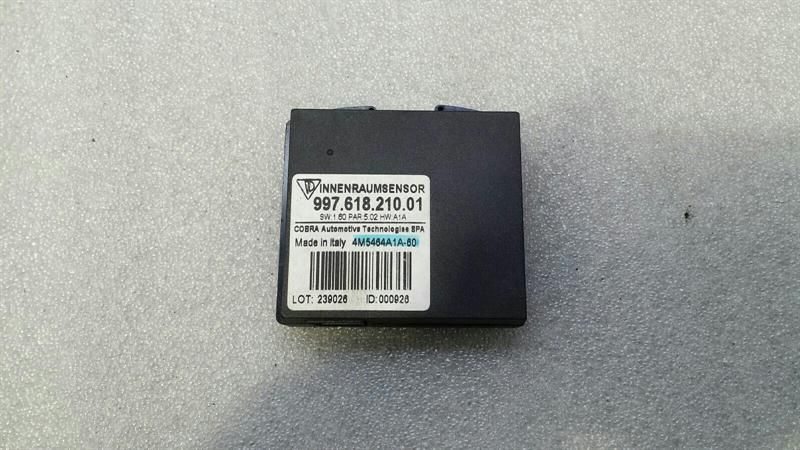 INNENRAUMSENSOR
997.618.210.01
SW:1.60 PAR:5.02 HW:A1A
COBRA Automotive Technologies SPA
Made in Italy 4M5464A1A-60
LOT: 239026 ID:000926